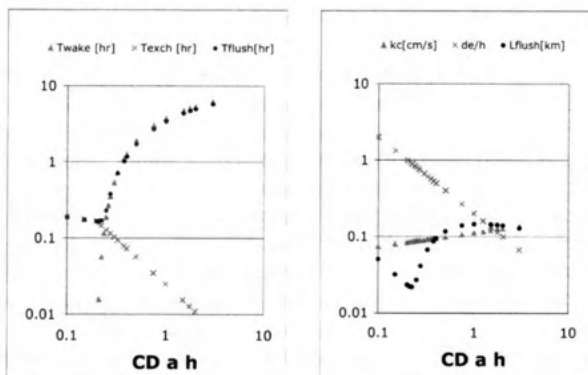 ▲ Twake [hr] × Texch [hr] ● Tflush[hr]
10
1
0.1
0.01
0.1 1 10
CD a h
▲ kc[cm/s] × de/h ● Lflush[km]
10
1
0.1
0.01
0.1 1 10
CD a h